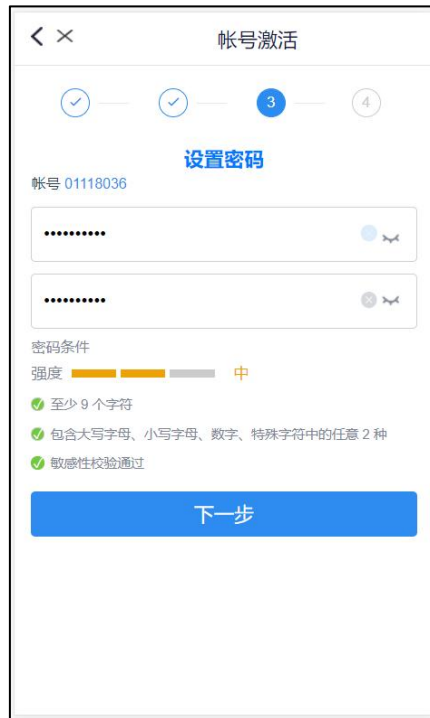 帐号激活
3
4
设置密码
帐号 01118036
••••••••••
••••••••••
密码条件
强度 中
至少 9 个字符
包含大写字母、小写字母、数字、特殊字符中的任意 2 种
敏感性校验通过
下一步